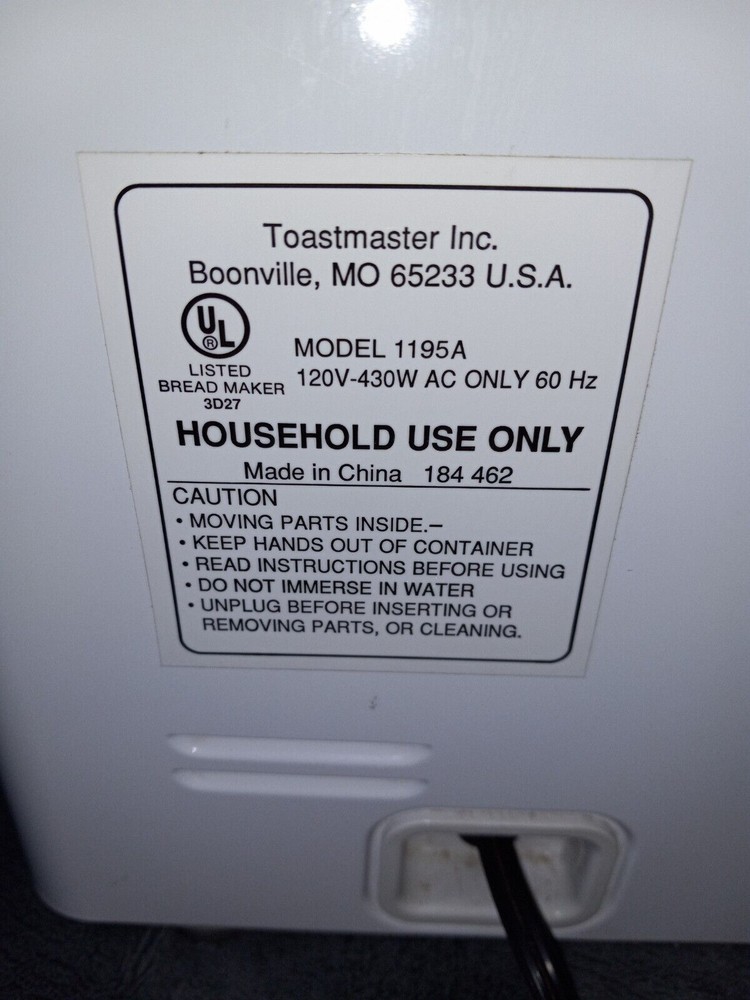 Toastmaster Inc.
Boonville, MO 65233 U.S.A.
UL
®
LISTED
BREAD MAKER
3D27
MODEL 1195A
120V-430W AC ONLY 60 Hz
HOUSEHOLD USE ONLY
Made in China 184 462
CAUTION
• MOVING PARTS INSIDE.–
• KEEP HANDS OUT OF CONTAINER
• READ INSTRUCTIONS BEFORE USING
• DO NOT IMMERSE IN WATER
• UNPLUG BEFORE INSERTING OR
REMOVING PARTS, OR CLEANING.